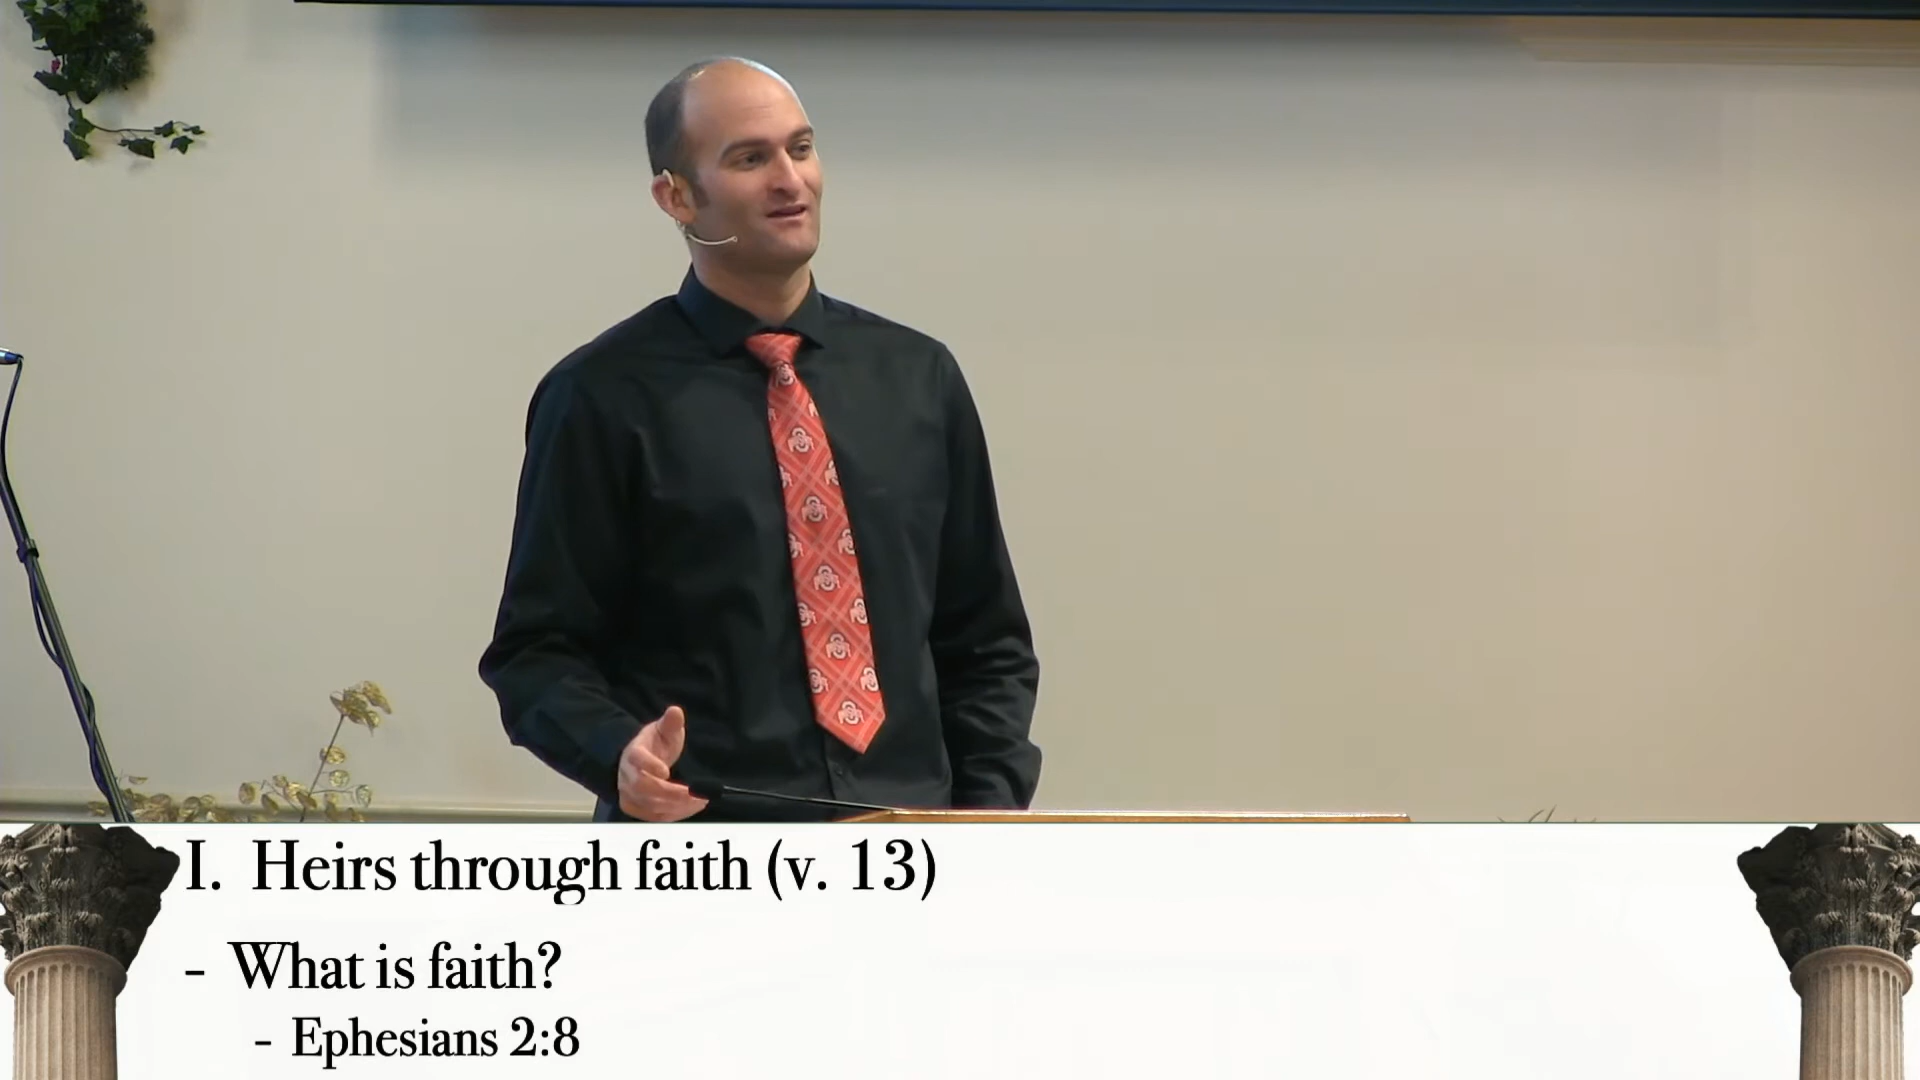 I. Heirs through faith (v. 13)
- What is faith?
- Ephesians 2:8